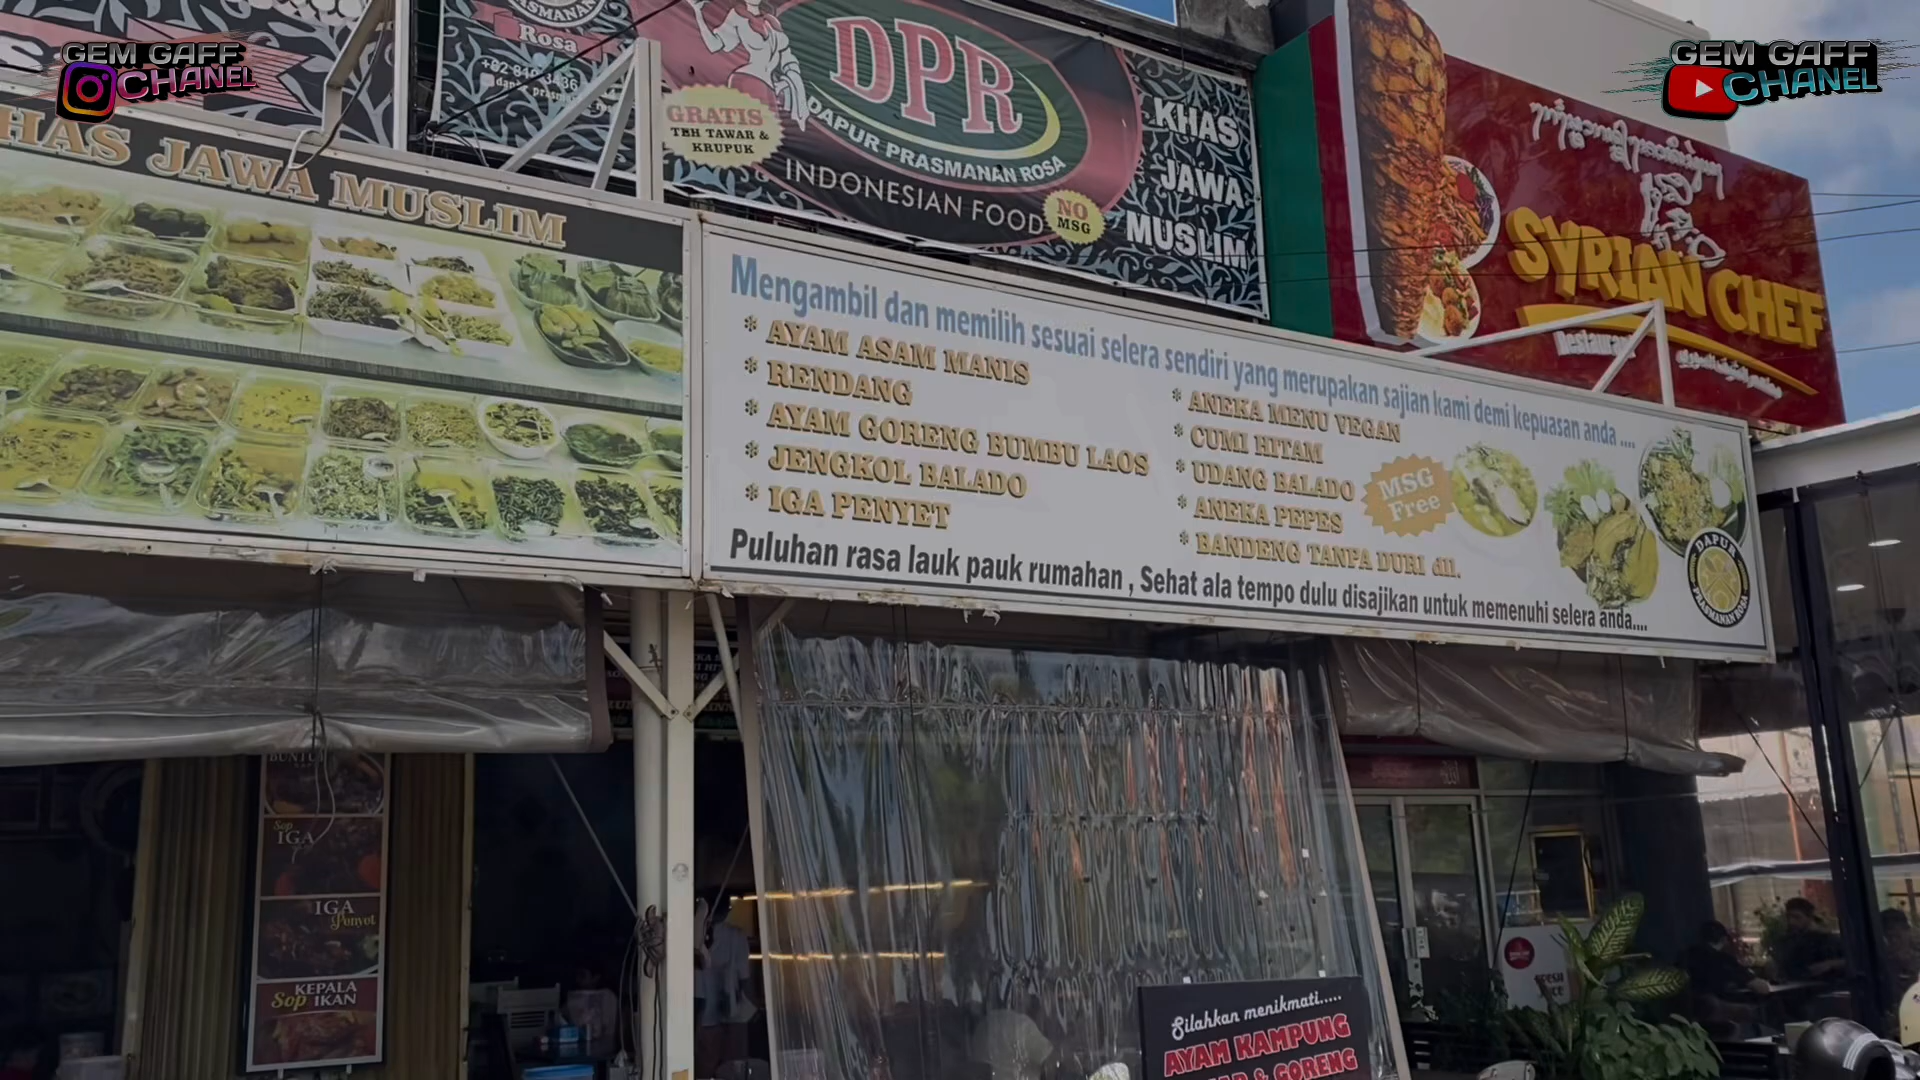 GEM GAFF
CHANEL
GEM GAFF
CHANEL
PRASMANAN
Rosa
GRATIS
TEH TAWAR &
KRUPUK
DPR
DAPUR PRASMANAN ROSA
INDONESIAN FOOD
NO
MSG
KHAS
JAWA
MUSLIM
SYRIAN CHEF
Restaurant
HAS JAWA MUSLIM
Mengambil dan memilih sesuai selera sendiri yang merupakan sajian kami demi kepuasan anda ....
* AYAM ASAM MANIS
* RENDANG
* AYAM GORENG BUMBU LAOS
* JENGKOL BALADO
* IGA PENYET
* ANEKA MENU VEGAN
* CUMI HITAM
* UDANG BALADO
* ANEKA PEPES
* BANDENG TANPA DURI dll.
MSG
Free
DAPUR
PRASMANAN ROSA
Puluhan rasa lauk pauk rumahan , Sehat ala tempo dulu disajikan untuk memenuhi selera anda....
BUNTUT
Sop
IGA
IGA
Penyet
KEPALA
Sop IKAN
Silahkan menikmati.....
AYAM KAMPUNG
& GORENG